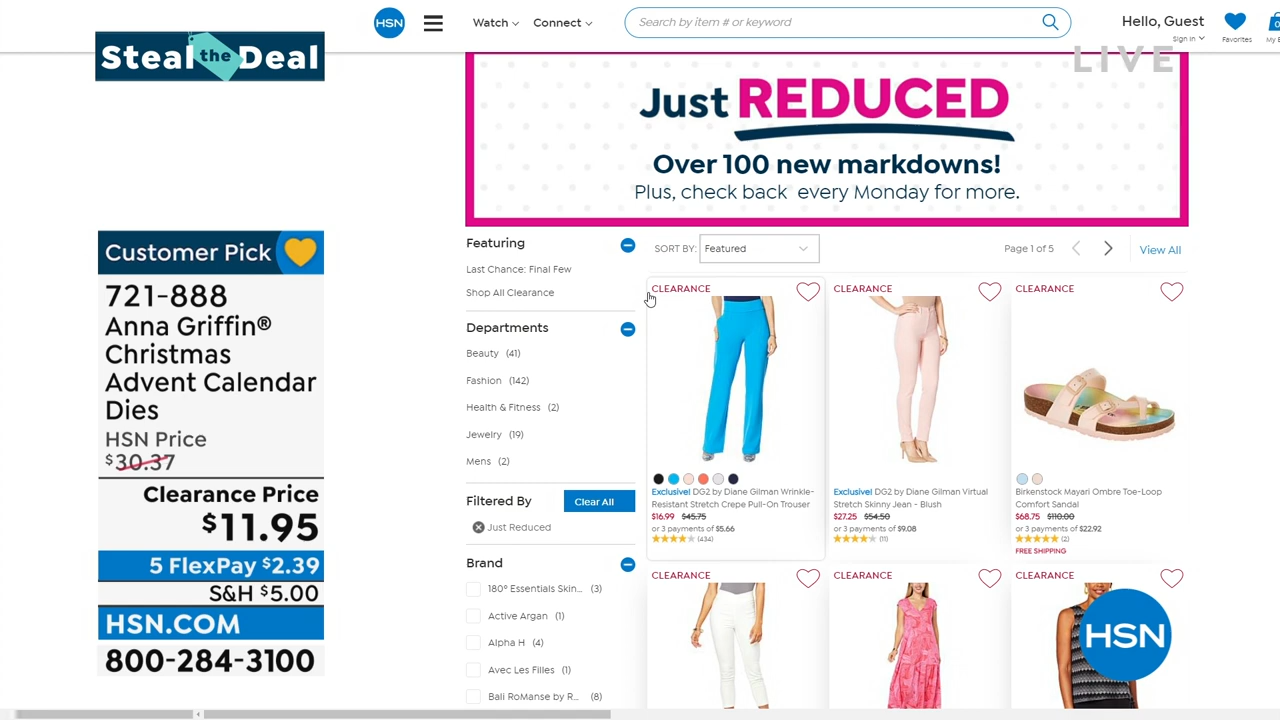 HSN
Watch
Connect
Search by item # or keyword
Hello, Guest
Sign In
Favorites
LIVE
Steal the Deal
Just REDUCED
Over 100 new markdowns!
Plus, check back every Monday for more.
Customer Pick
721-888
Anna Griffin®
Christmas
Advent Calendar
Dies
HSN Price
$30.37
Clearance Price
$11.95
5 FlexPay $2.39
S&H $5.00
HSN.COM
800-284-3100
Featuring
Last Chance: Final Few
Shop All Clearance
Departments
Beauty (41)
Fashion (142)
Health & Fitness (2)
Jewelry (19)
Mens (2)
Filtered By
Clear All
Just Reduced
Brand
180º Essentials Skin... (3)
Active Argan (1)
Alpha H (4)
Avec Les Filles (1)
Bali RoManse by R... (8)
SORT BY: Featured
Page 1 of 5
View All
CLEARANCE
Exclusive! DG2 by Diane Gilman Wrinkle-
Resistant Stretch Crepe Pull-On Trouser
$16.99 $45.75
or 3 payments of $5.66
(434)
CLEARANCE
Exclusive! DG2 by Diane Gilman Virtual
Stretch Skinny Jean - Blush
$27.25 $54.50
or 3 payments of $9.08
(11)
CLEARANCE
Birkenstock Mayari Ombre Toe-Loop
Comfort Sandal
$68.75 $110.00
or 3 payments of $22.92
(2)
FREE SHIPPING
CLEARANCE
CLEARANCE
CLEARANCE
HSN